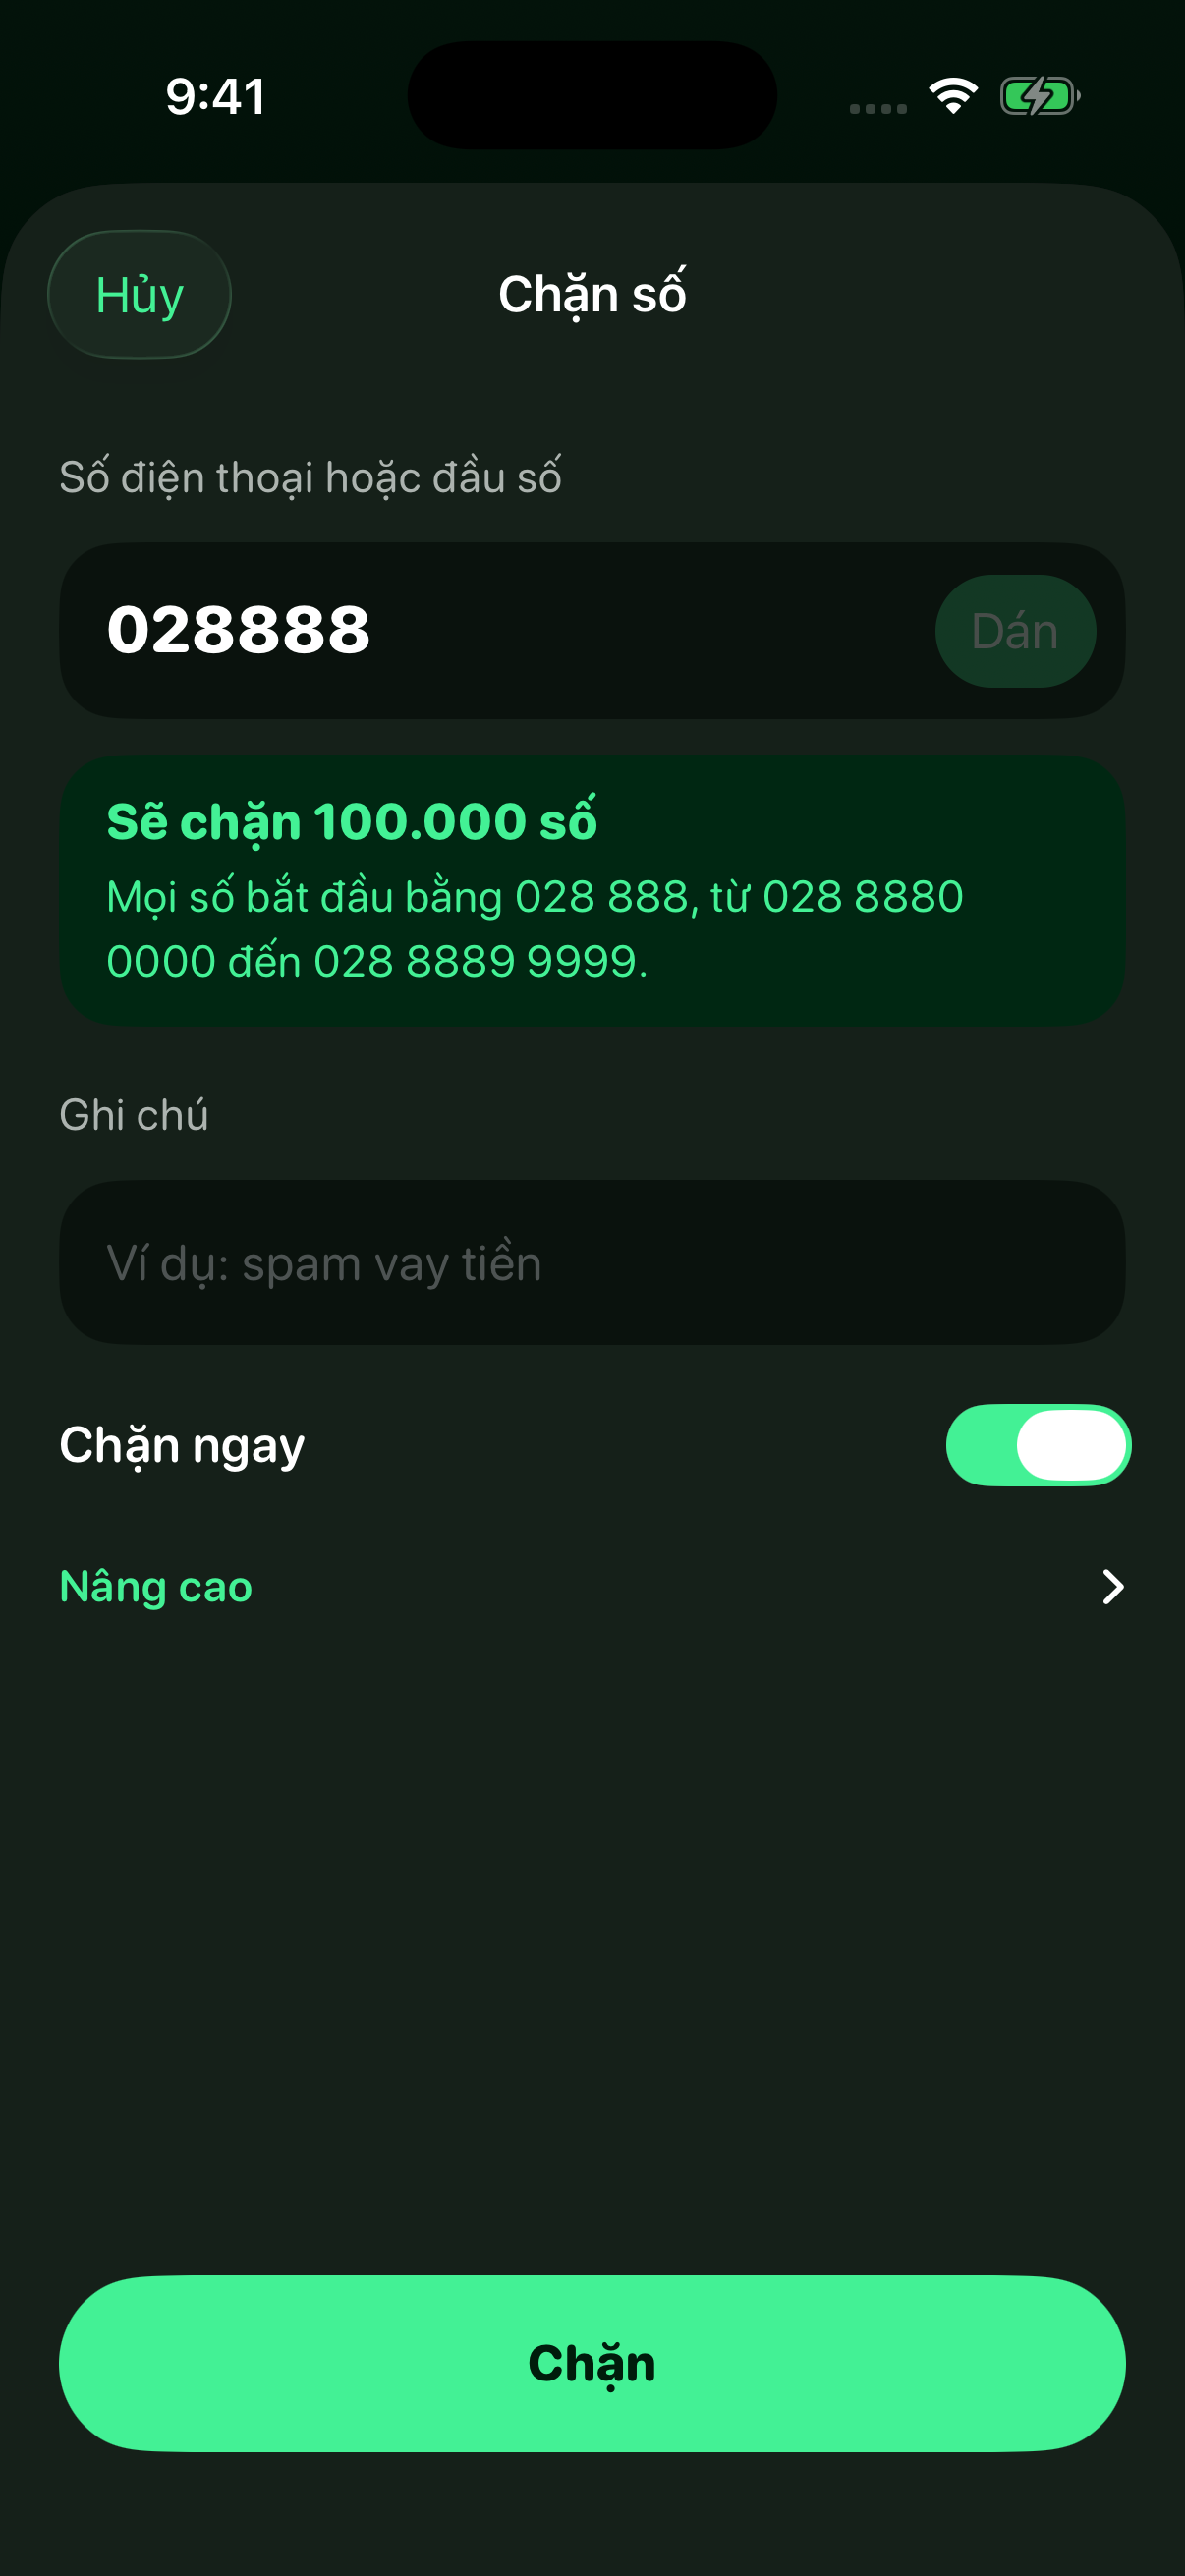 9:41
Hủy
Chặn số
Số điện thoại hoặc đầu số
028888
Dán
Sẽ chặn 100.000 số
Mọi số bắt đầu bằng 028 888, từ 028 8880
0000 đến 028 8889 9999.
Ghi chú
Ví dụ: spam vay tiền
Chặn ngay
Nâng cao
Chặn